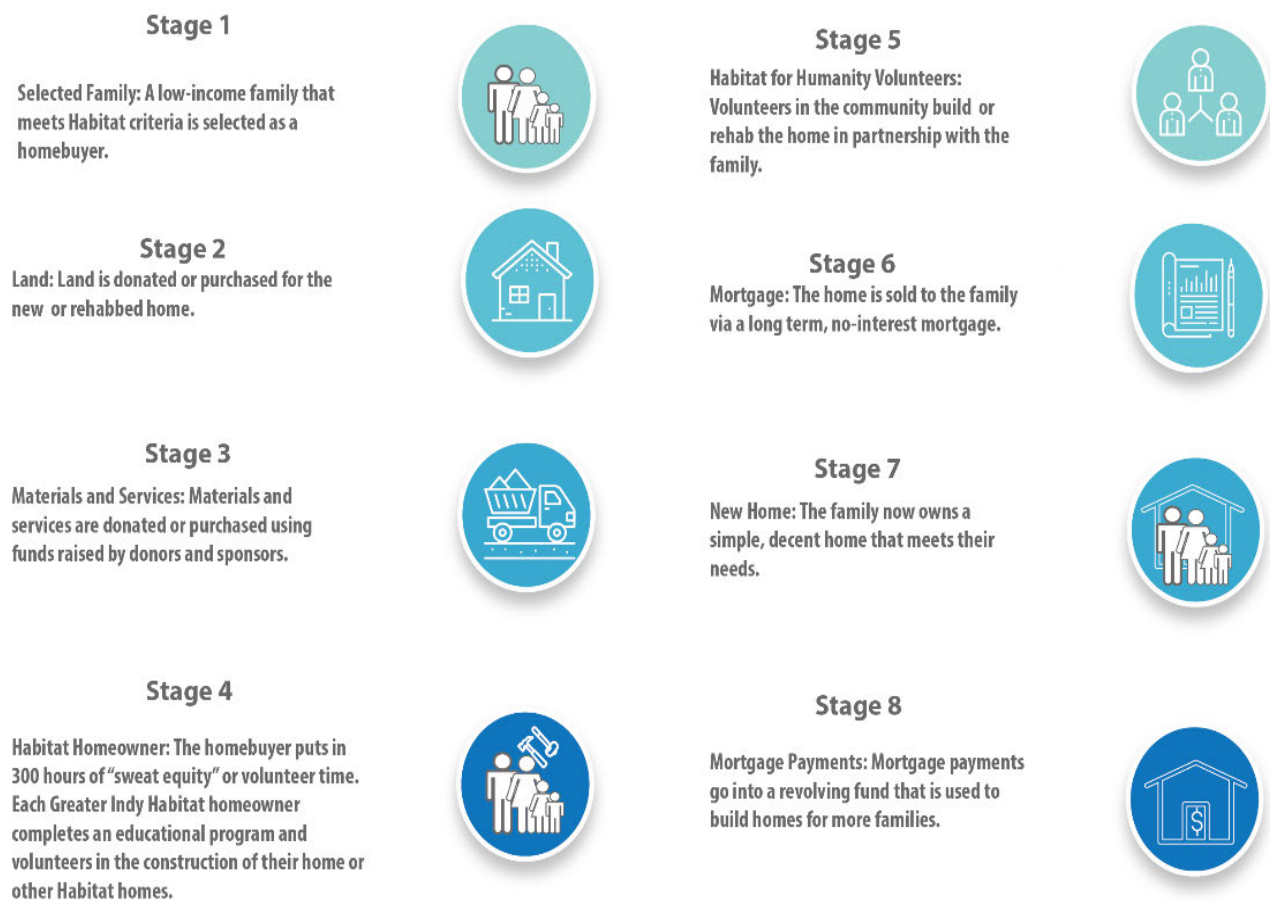 Stage 1
Selected Family: A low-income family that
meets Habitat criteria is selected as a
homebuyer.
Stage 2
Land: Land is donated or purchased for the
new or rehabbed home.
Stage 3
Materials and Services: Materials and
services are donated or purchased using
funds raised by donors and sponsors.
Stage 4
Habitat Homeowner: The homebuyer puts in
300 hours of “sweat equity” or volunteer time.
Each Greater Indy Habitat homeowner
completes an educational program and
volunteers in the construction of their home or
other Habitat homes.
Stage 5
Habitat for Humanity Volunteers:
Volunteers in the community build or
rehab the home in partnership with the
family.
Stage 6
Mortgage: The home is sold to the family
via a long term, no-interest mortgage.
Stage 7
New Home: The family now owns a
simple, decent home that meets their
needs.
Stage 8
Mortgage Payments: Mortgage payments
go into a revolving fund that is used to
build homes for more families.
$